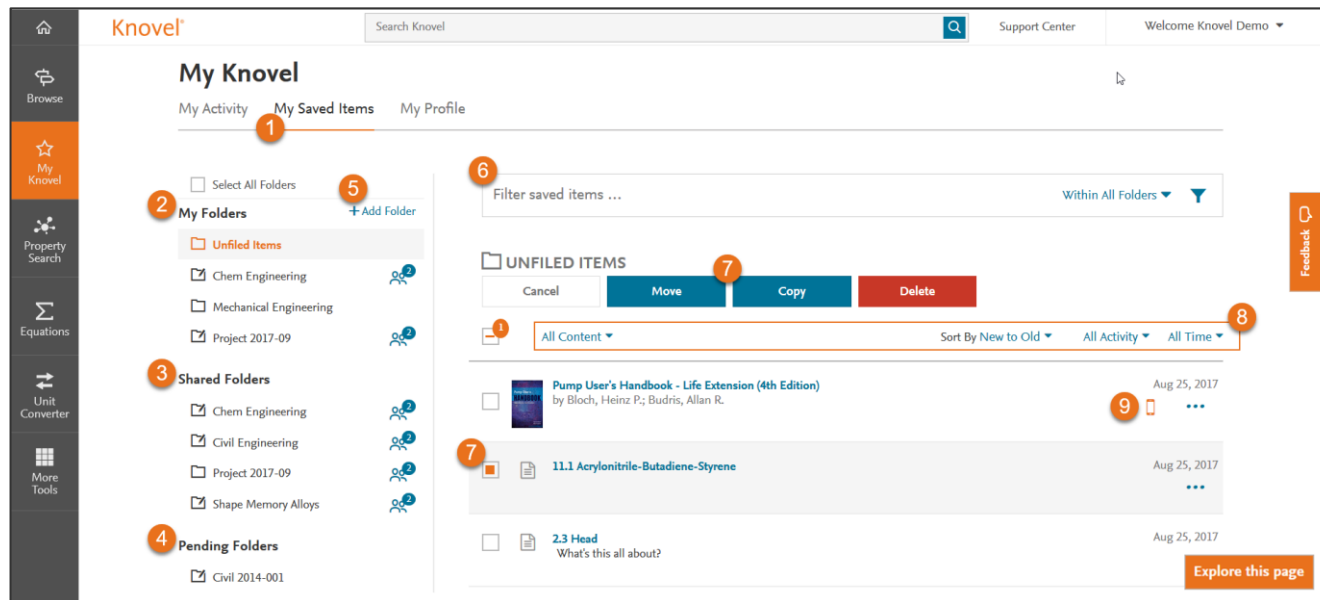 Knovel®
Search Knovel
Support Center
Welcome Knovel Demo
Browse
My
Knovel
Property
Search
Equations
Unit
Converter
More
Tools
My Knovel
My Activity
My Saved Items
My Profile
1
Select All Folders
5
2
My Folders
+ Add Folder
Unfiled Items
Chem Engineering
2
Mechanical Engineering
Project 2017-09
2
3
Shared Folders
Chem Engineering
2
Civil Engineering
2
Project 2017-09
2
Shape Memory Alloys
2
4
Pending Folders
Civil 2014-001
6
Filter saved items ...
Within All Folders
UNFILED ITEMS
7
Cancel
Move
Copy
Delete
1
8
All Content
Sort By New to Old
All Activity
All Time
Pump User's Handbook - Life Extension (4th Edition)
by Bloch, Heinz P.; Budris, Allan R.
Aug 25, 2017
9
7
11.1 Acrylonitrile-Butadiene-Styrene
Aug 25, 2017
2.3 Head
What's this all about?
Aug 25, 2017
Feedback
Explore this page